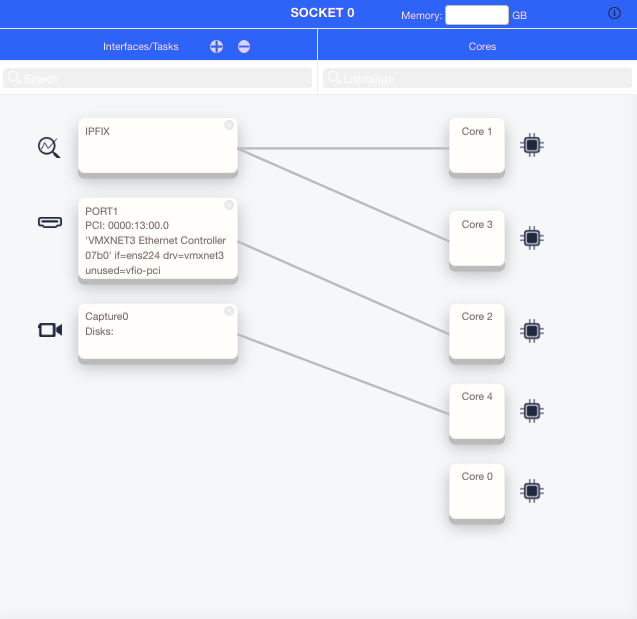 SOCKET 0
Memory: GB
Interfaces/Tasks
Cores
Search
List/range
IPFIX
Core 1
PORT1
PCI: 0000:13:00.0
'VMXNET3 Ethernet Controller
07b0' if=ens224 drv=vmxnet3
unused=vfio-pci
Core 3
Capture0
Disks:
Core 2
Core 4
Core 0